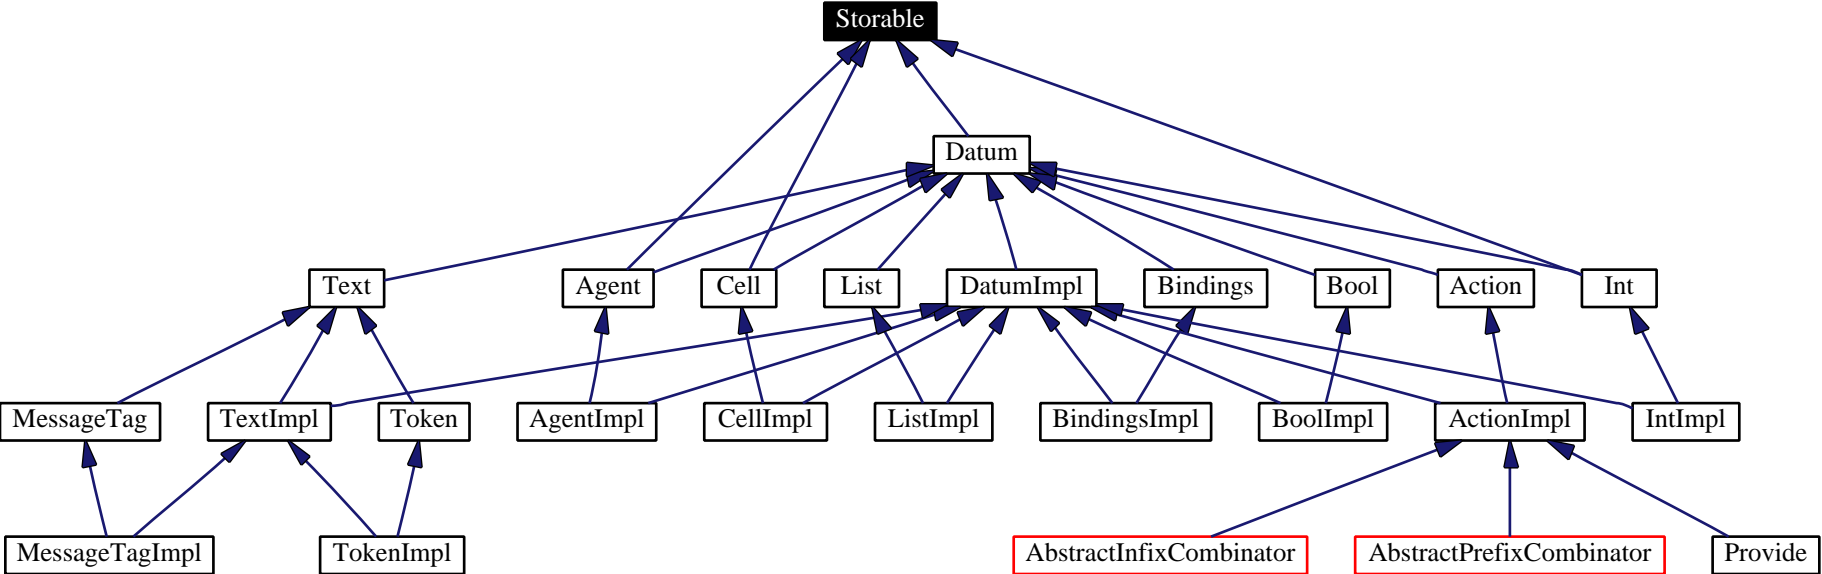 Storable
Datum
Text
Agent
Cell
List
DatumImpl
Bindings
Bool
Action
Int
MessageTag
TextImpl
Token
AgentImpl
CellImpl
ListImpl
BindingsImpl
BoolImpl
ActionImpl
IntImpl
MessageTagImpl
TokenImpl
AbstractInfixCombinator
AbstractPrefixCombinator
Provide